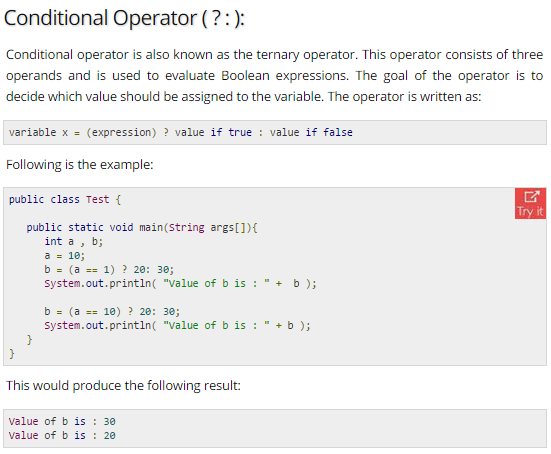 Conditional Operator ( ? : ):
Conditional operator is also known as the ternary operator. This operator consists of three
operands and is used to evaluate Boolean expressions. The goal of the operator is to
decide which value should be assigned to the variable. The operator is written as:
variable x = (expression) ? value if true : value if false
Following is the example:
public class Test {
Try it
public static void main(String args[]){
int a , b;
a = 10;
b = (a == 1) ? 20: 30;
System.out.println( "Value of b is : " +  b );
b = (a == 10) ? 20: 30;
System.out.println( "Value of b is : " + b );
}
}
This would produce the following result:
Value of b is : 30
Value of b is : 20